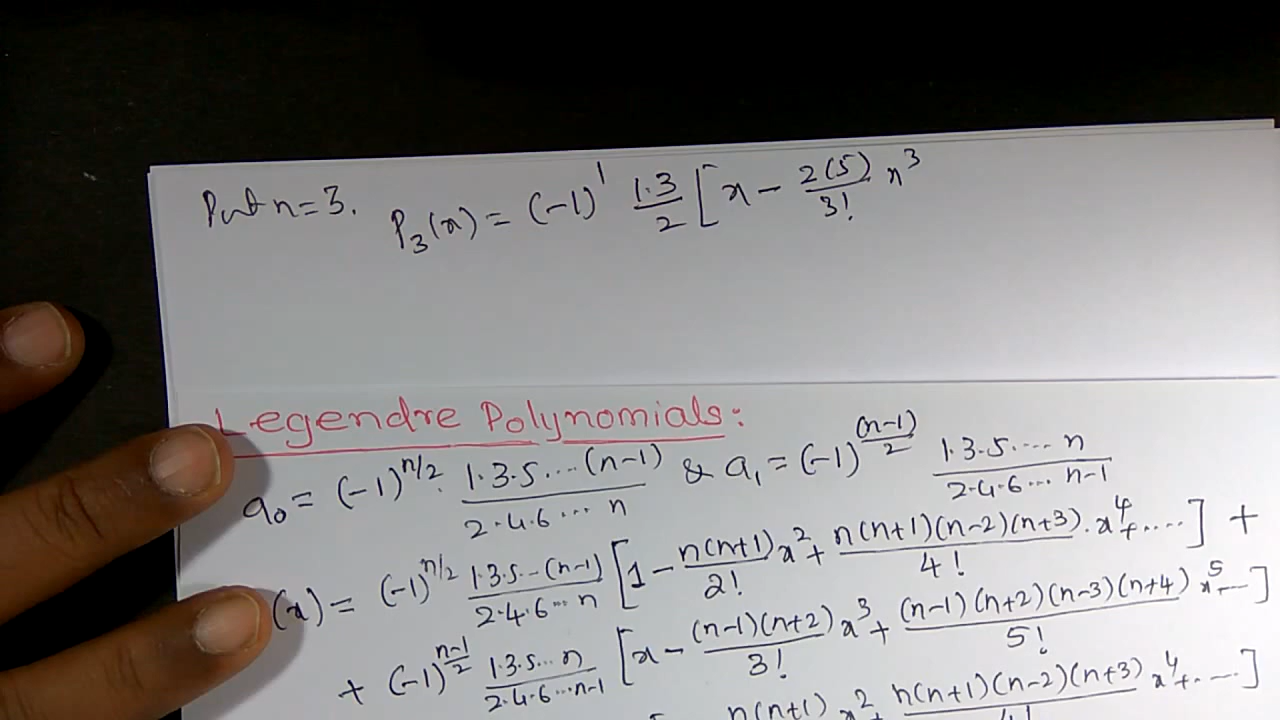 Put n=3. P₃(x) = (-1)¹ 1.3/2 [x - 2(5)/3! x³
Legendre Polynomials:
a₀ = (-1)^(n/2) 1.3.5...(n-1)/2.4.6...n & a₁ = (-1)^((n-1)/2) 1.3.5....n/2.4.6...n-1
(x) = (-1)^(n/2) 1.3.5..-(n-1)/2.4.6...n [1 - n(n+1)/2! x² + n(n+1)(n-2)(n+3)/4! .x⁴+....] +
+ (-1)^((n-1)/2) 1.3.5...n/2.4.6...n-1 [x - (n-1)(n+2)/3! x³ + (n-1)(n+2)(n-3)(n+4)/5! x⁵...]
n(n+1) x² + n(n+1)(n-2)(n+3)/4! x⁴+....]